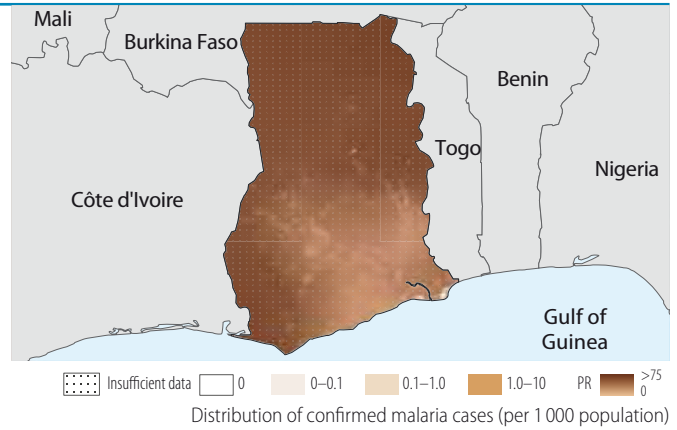 Mali
Burkina Faso
Benin
Togo
Nigeria
Côte d'Ivoire
Gulf of
Guinea
Insufficient data 0 0–0.1 0.1–1.0 1.0–10 PR >75
0
Distribution of confirmed malaria cases (per 1 000 population)